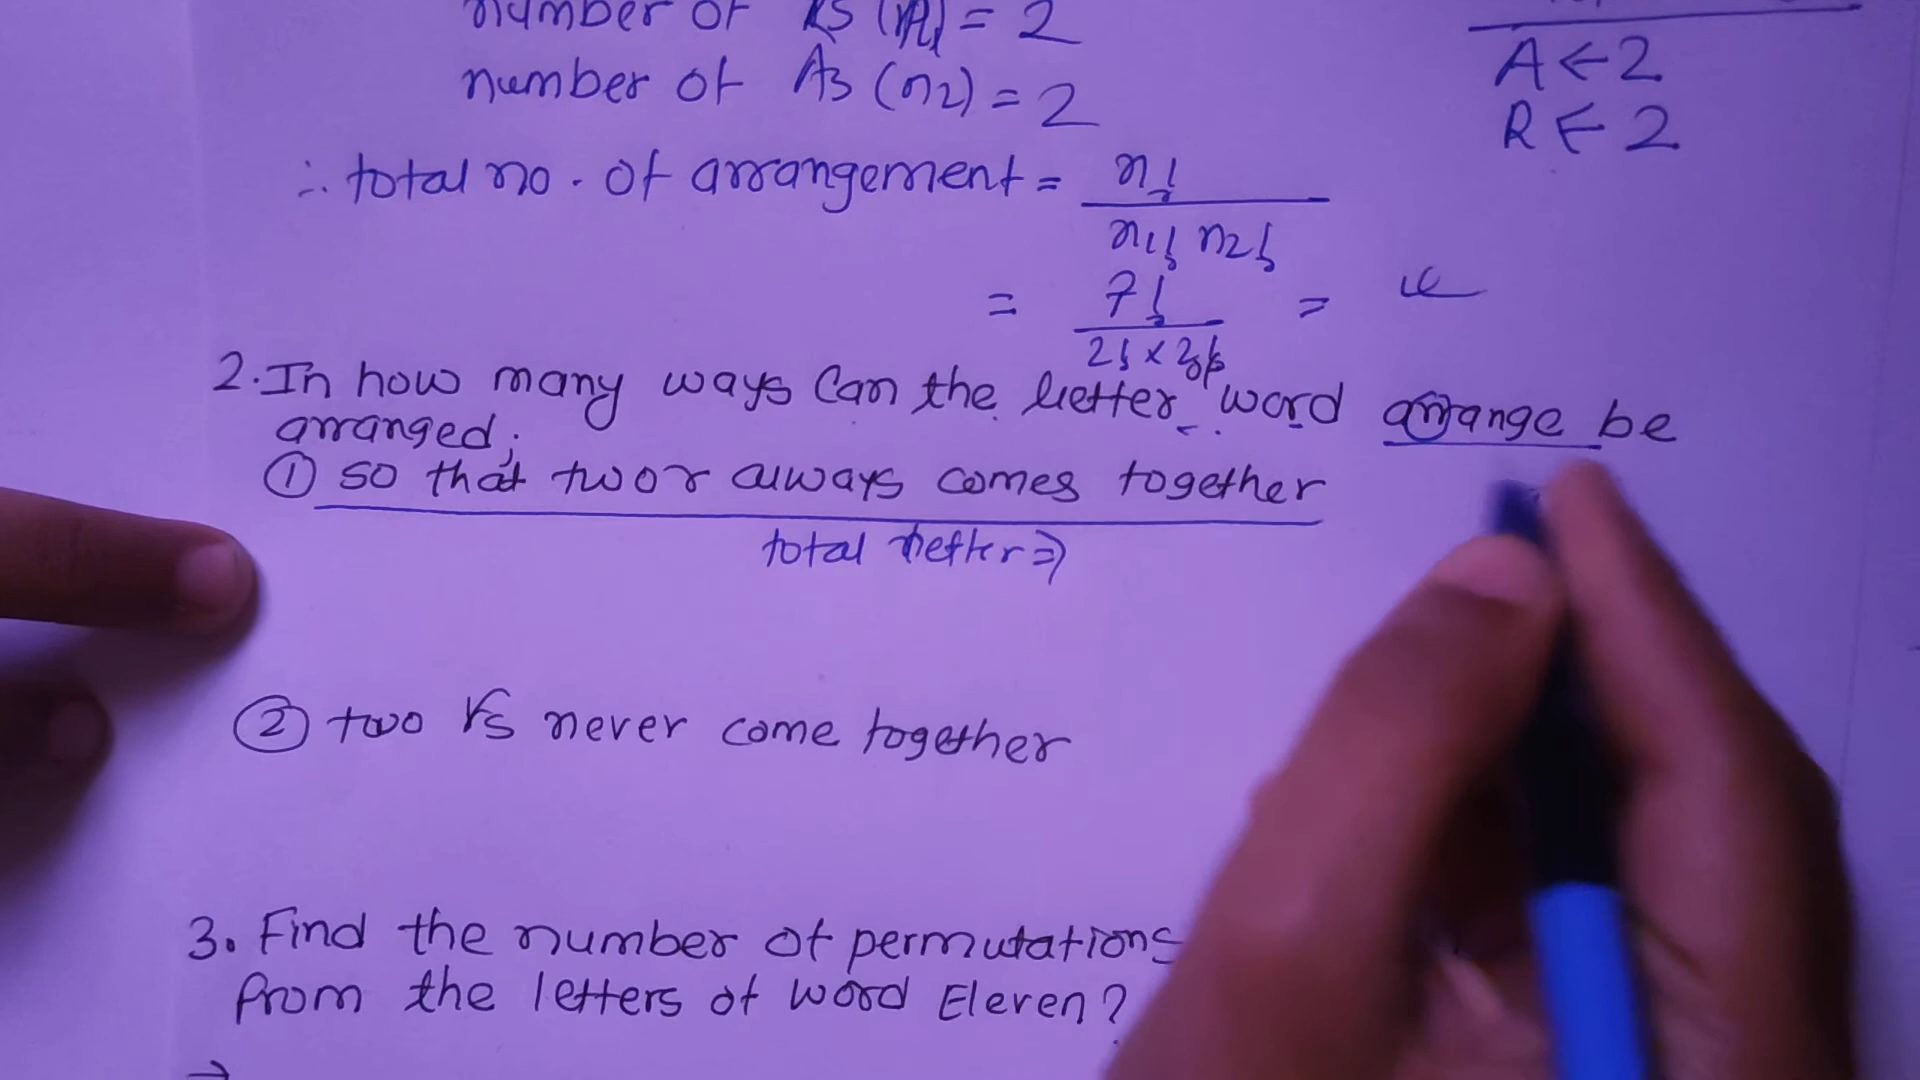 number of Rs (n1) = 2
number of As (n2) = 2
A ← 2
R ← 2
∴ total no. of arrangement = n!
n1! n2!
= 7! =
2! × 2!
2. In how many ways can the letter word arrange be
arranged;
① so that two r always comes together
total letter ⇒
② two rs never come together
3. Find the number of permutations
from the letters of word Eleven?
→